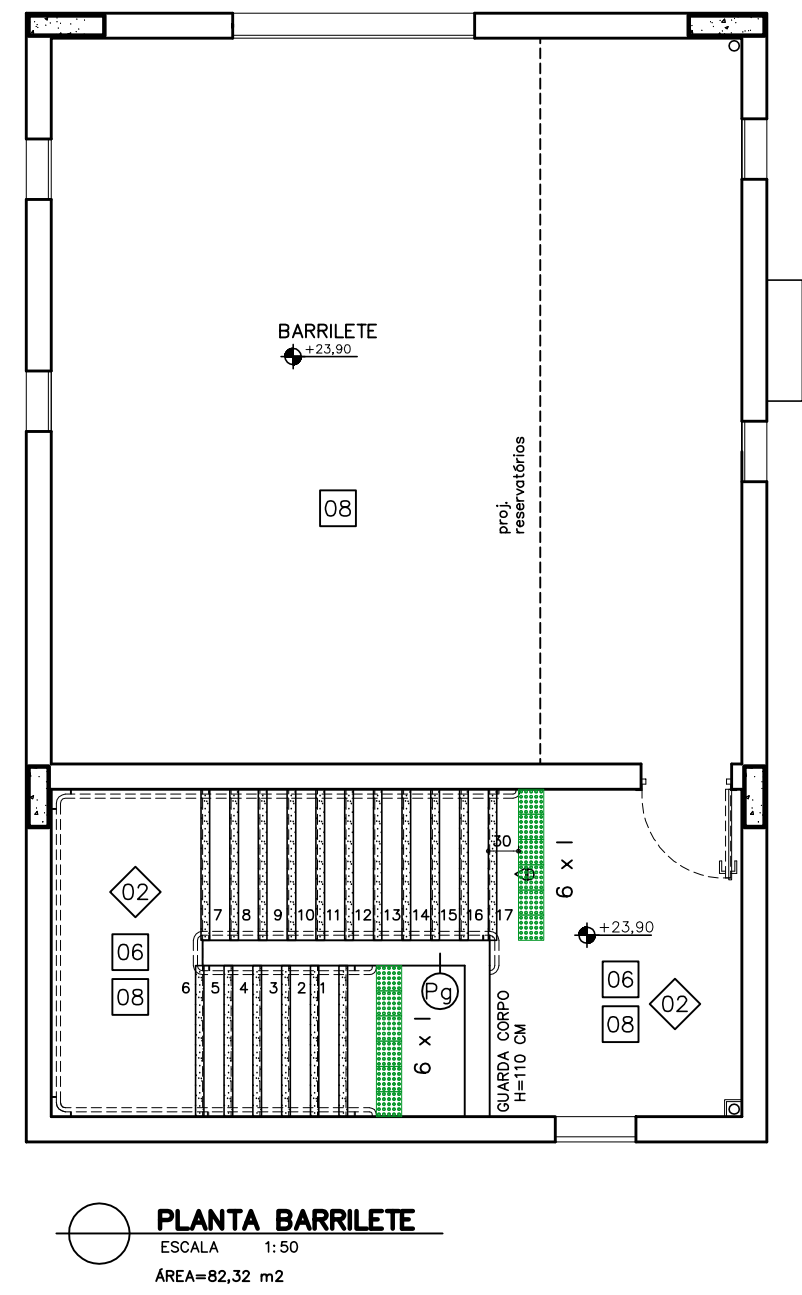 BARRILETE
+23,90
08
proj.
reservatórios
30
6 x 1
02
7 8 9 10 11 12 13 14 15 16 17
+23,90
06
08
6 5 4 3 2 1
Pg
6 x 1
GUARDA CORPO
H=110 CM
06
02
08
PLANTA BARRILETE
ESCALA 1:50
ÁREA=82,32 m2